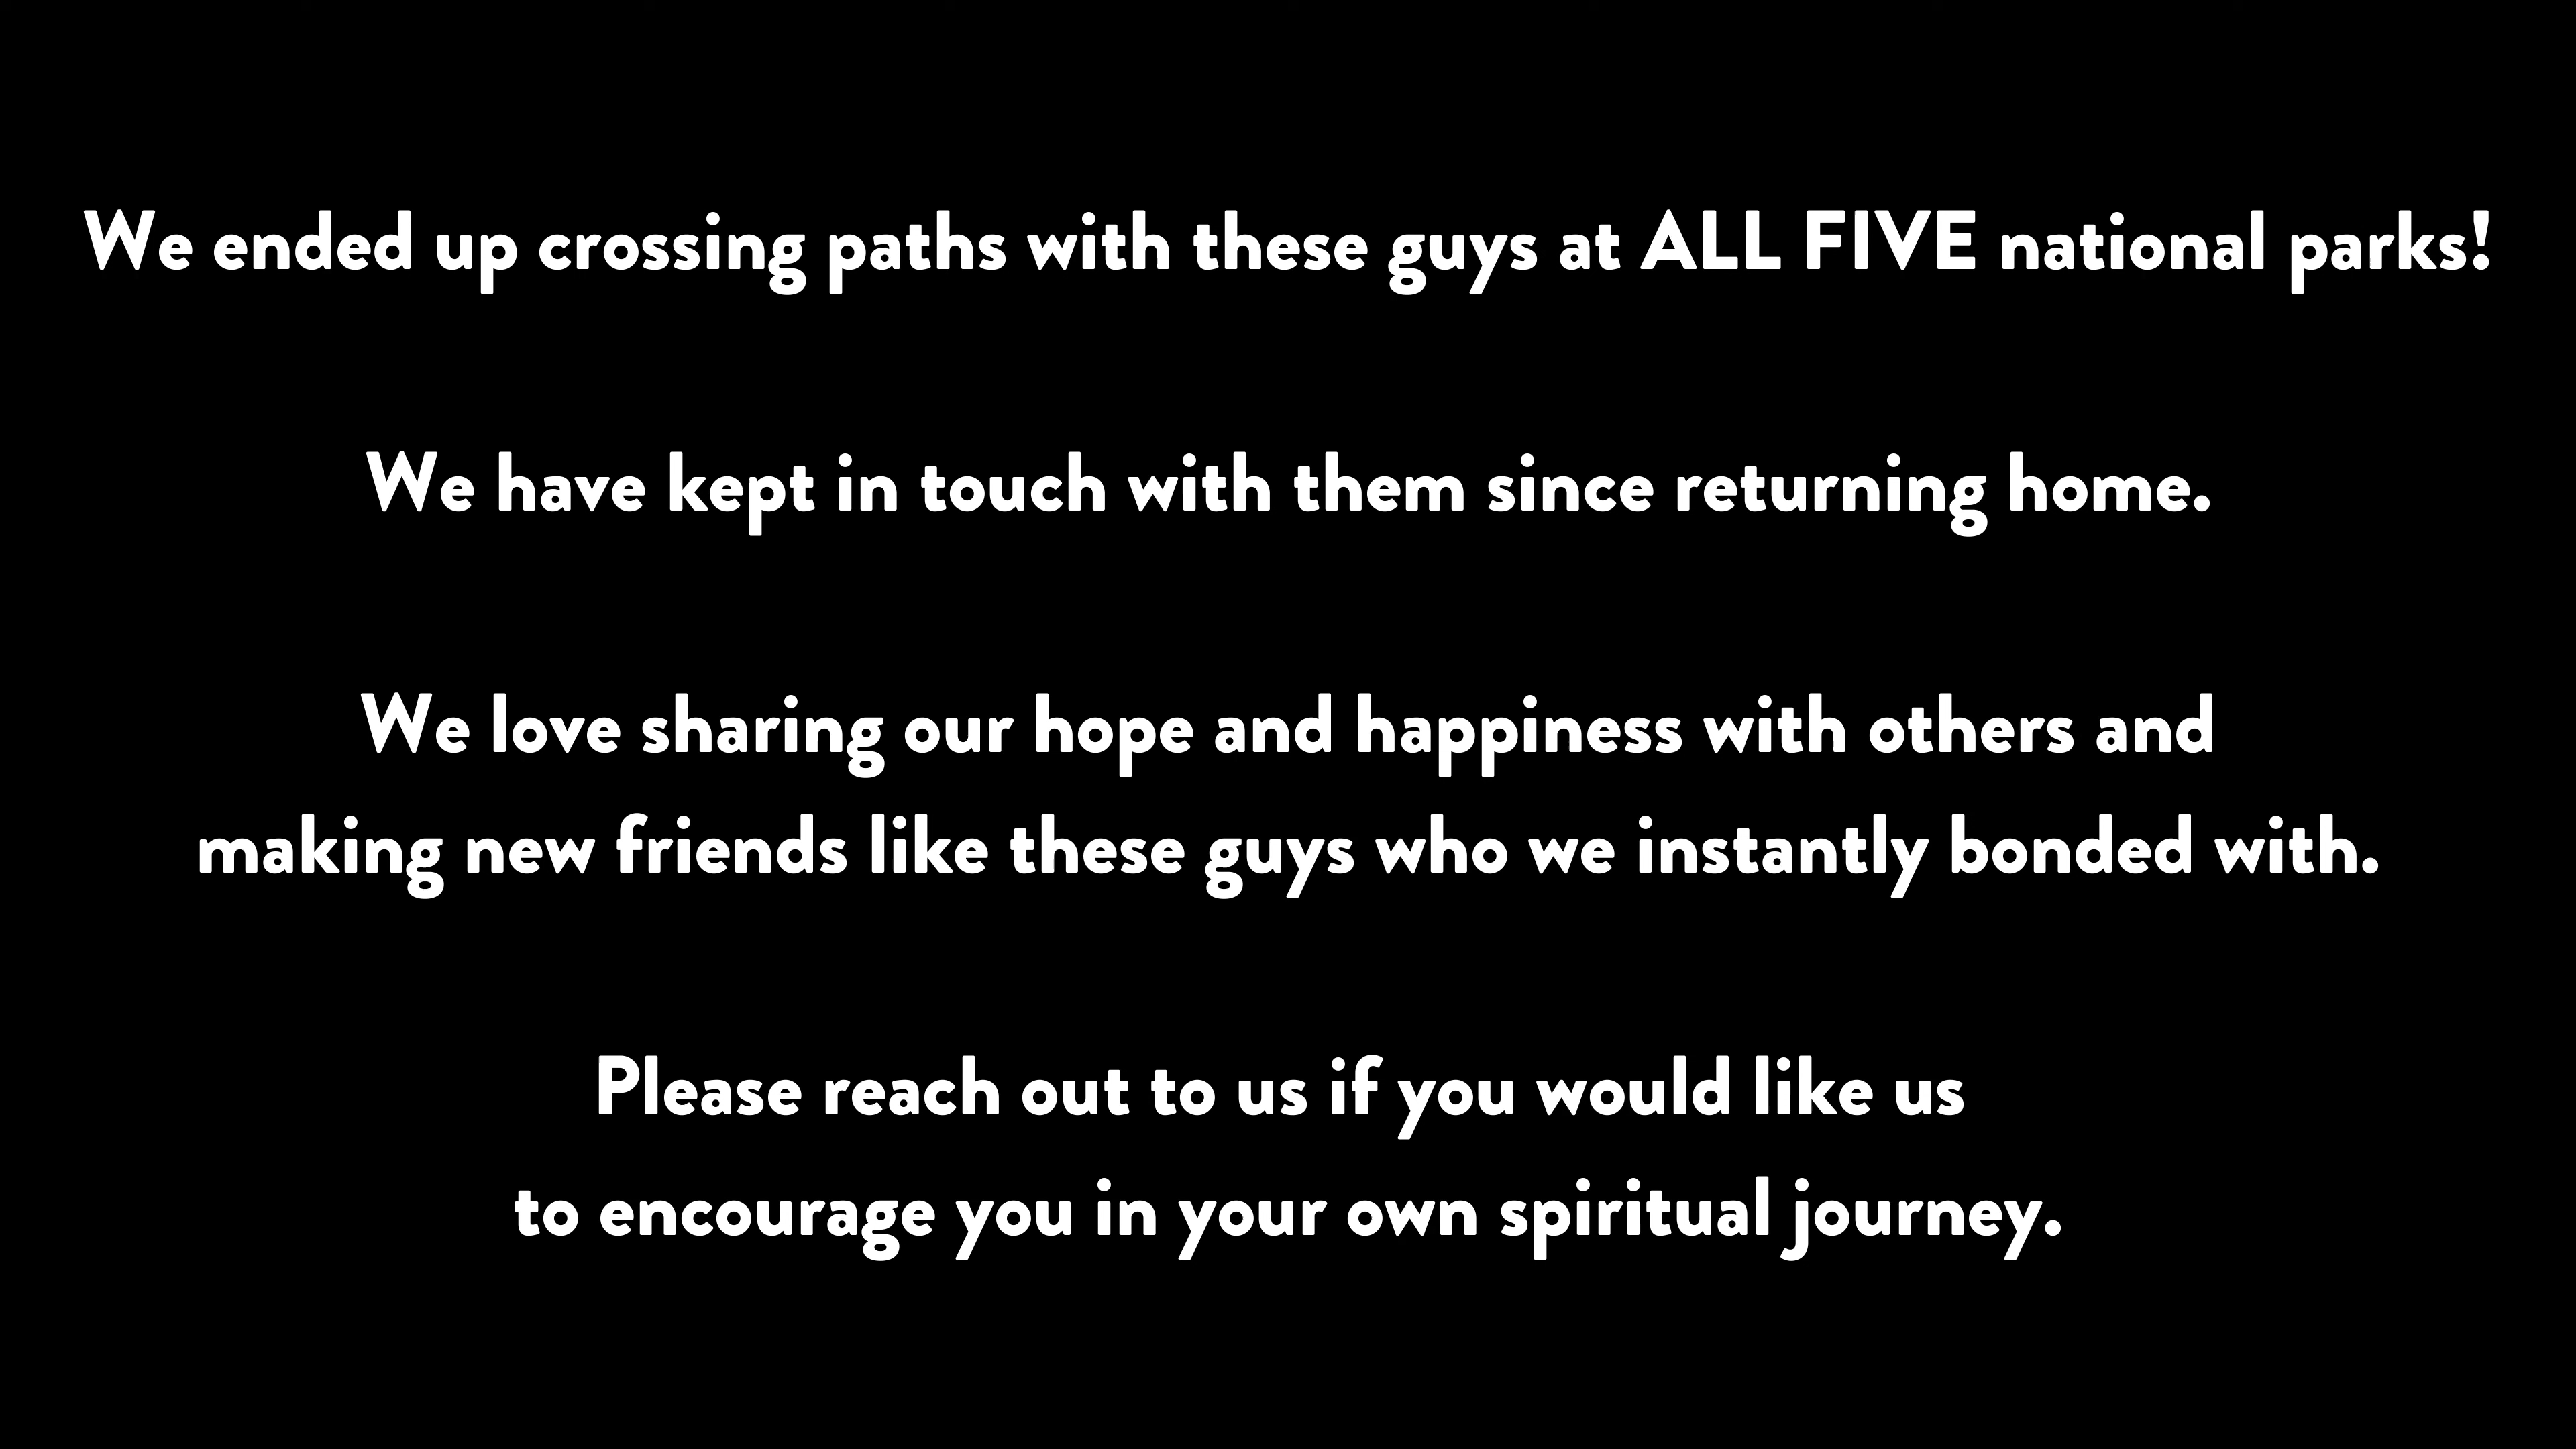 We ended up crossing paths with these guys at ALL FIVE national parks!
We have kept in touch with them since returning home.
We love sharing our hope and happiness with others and
making new friends like these guys who we instantly bonded with.
Please reach out to us if you would like us
to encourage you in your own spiritual journey.